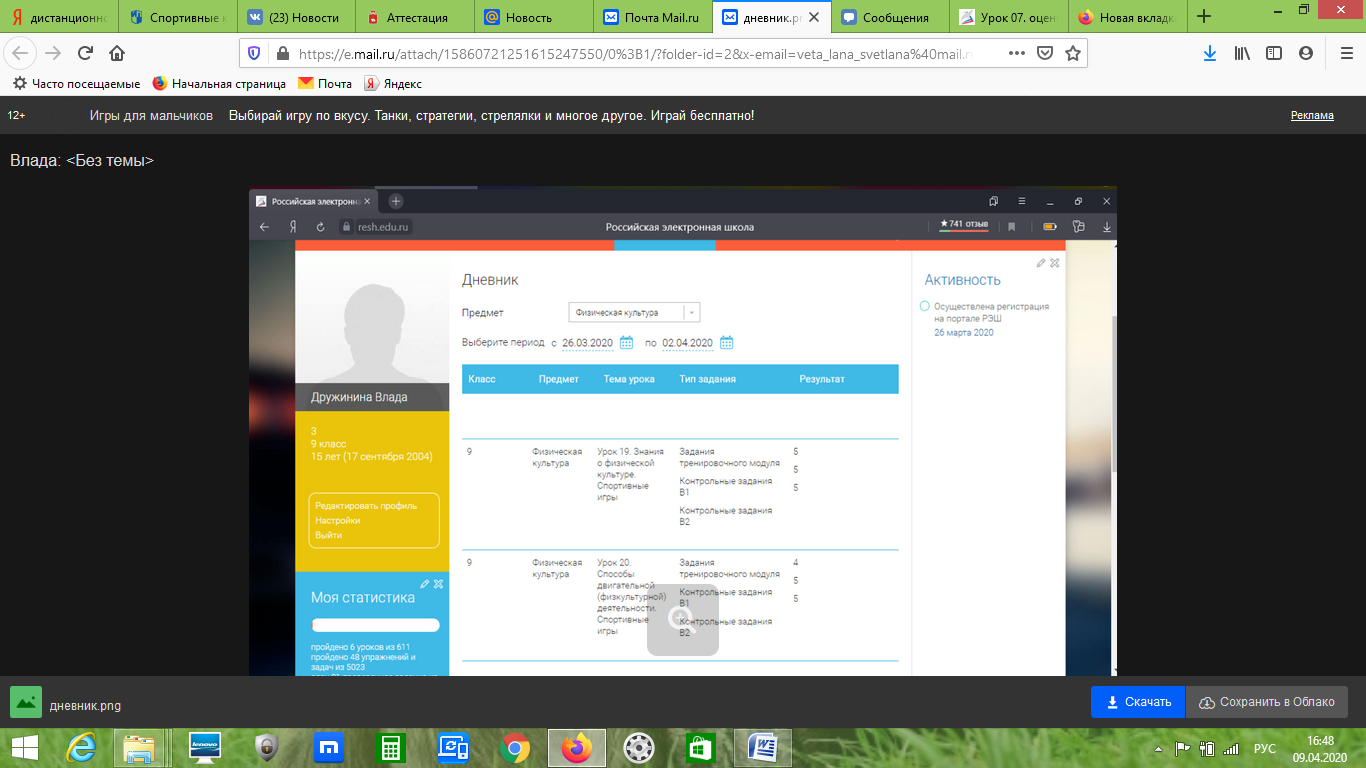 дистанционно
Спортивные к
(23) Новости
Аттестация
Новость
Почта Mail.ru
дневник.pn
Сообщения
Урок 07. оцен
Новая вкладка
https://e.mail.ru/attach/15860721251615247550/0%3B1/?folder-id=2&x-email=veta_lana_svetlana%40mail.ru
Часто посещаемые
Начальная страница
Почта
Яндекс
12+
Игры для мальчиков
Выбирай игру по вкусу. Танки, стратегии, стрелялки и многое другое. Играй бесплатно!
Реклама
Влада: <Без темы>
Российская электронна
resh.edu.ru
Российская электронная школа
★741 отзыв
Дневник
Предмет
Физическая культура
Выберите период с 26.03.2020 по 02.04.2020
Класс Предмет Тема урока Тип задания Результат
9
Физическая
культура
Урок 19. Знания
о физической
культуре.
Спортивные
игры
Задания
тренировочного модуля
Контрольные задания
В1
Контрольные задания
В2
5
5
5
9
Физическая
культура
Урок 20.
Способы
двигательной
(физкультурной)
деятельности.
Спортивные
игры
Задания
тренировочного модуля
Контрольные задания
В1
Контрольные задания
В2
4
5
5
Активность
Осуществлена регистрация
на портале РЭШ
26 марта 2020
Дружинина Влада
3
9 класс
15 лет (17 сентября 2004)
Редактировать профиль
Настройки
Выйти
Моя статистика
пройдено 6 уроков из 611
пройдено 48 упражнений и
задач из 5023
дневник.png
Скачать
Сохранить в Облако
lenovo
РУС
16:48
09.04.2020